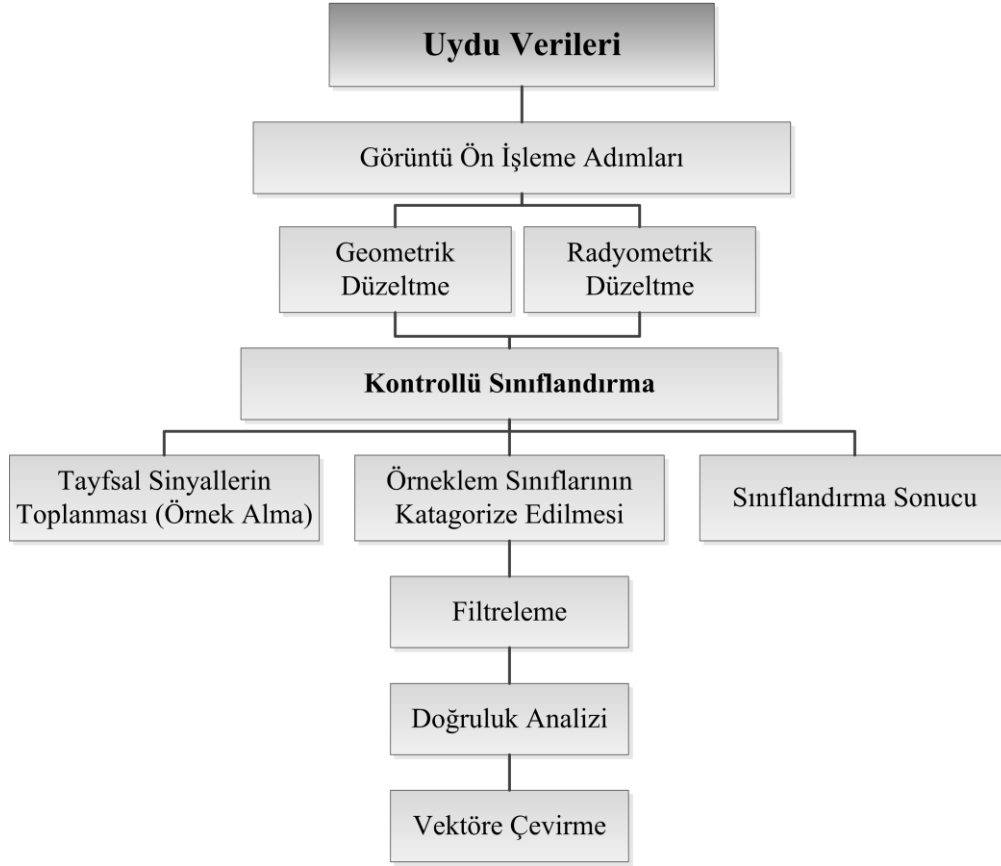 Uydu Verileri
Görüntü Ön İşleme Adımları
Geometrik
Düzeltme
Radyometrik
Düzeltme
Kontrollü Sınıflandırma
Tayfsal Sinyallerin
Toplanması (Örnek Alma)
Örneklem Sınıflarının
Katagorize Edilmesi
Sınıflandırma Sonucu
Filtreleme
Doğruluk Analizi
Vektöre Çevirme